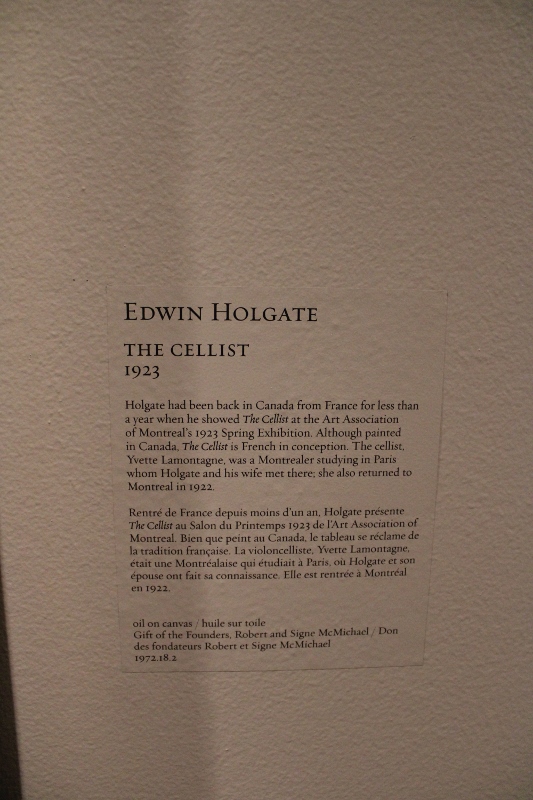 EDWIN HOLGATE
THE CELLIST
1923
Holgate had been back in Canada from France for less than
a year when he showed The Cellist at the Art Association
of Montreal's 1923 Spring Exhibition. Although painted
in Canada, The Cellist is French in conception. The cellist,
Yvette Lamontagne, was a Montrealer studying in Paris
whom Holgate and his wife met there; she also returned to
Montreal in 1922.
Rentré de France depuis moins d'un an, Holgate présente
The Cellist au Salon du Printemps 1923 de l'Art Association of
Montreal. Bien que peint au Canada, le tableau se réclame de
la tradition française. La violoncelliste, Yvette Lamontagne,
était une Montréalaise qui étudiait à Paris, où Holgate et son
épouse ont fait sa connaissance. Elle est rentrée à Montréal
en 1922.
oil on canvas / huile sur toile
Gift of the Founders, Robert and Signe McMichael / Don
des fondateurs Robert et Signe McMichael
1972.18.2